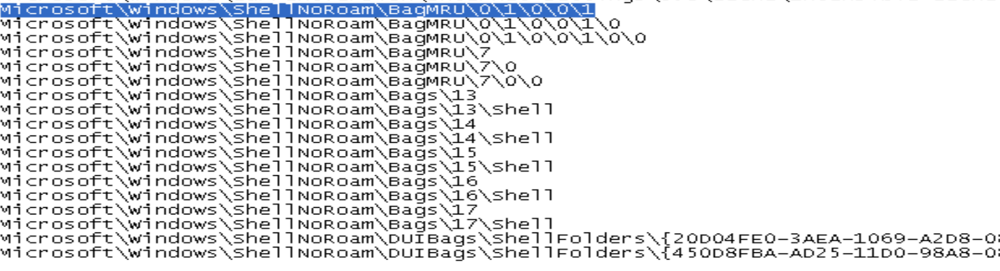 Microsoft\Windows\ShellNoRoam\BagMRU\0\1\0\0\1
Microsoft\Windows\ShellNoRoam\BagMRU\0\1\0\0\1\0
Microsoft\Windows\ShellNoRoam\BagMRU\0\1\0\0\1\0\0
Microsoft\Windows\ShellNoRoam\BagMRU\7
Microsoft\Windows\ShellNoRoam\BagMRU\7\0
Microsoft\Windows\ShellNoRoam\BagMRU\7\0\0
Microsoft\Windows\ShellNoRoam\Bags\13
Microsoft\Windows\ShellNoRoam\Bags\13\Shell
Microsoft\Windows\ShellNoRoam\Bags\14
Microsoft\Windows\ShellNoRoam\Bags\14\Shell
Microsoft\Windows\ShellNoRoam\Bags\15
Microsoft\Windows\ShellNoRoam\Bags\15\Shell
Microsoft\Windows\ShellNoRoam\Bags\16
Microsoft\Windows\ShellNoRoam\Bags\16\Shell
Microsoft\Windows\ShellNoRoam\Bags\17
Microsoft\Windows\ShellNoRoam\Bags\17\Shell
Microsoft\Windows\ShellNoRoam\DUIBags\ShellFolders\{20D04FE0-3AEA-1069-A2D8-0
Microsoft\Windows\ShellNoRoam\DUIBags\ShellFolders\{450D8FBA-AD25-11D0-98A8-0